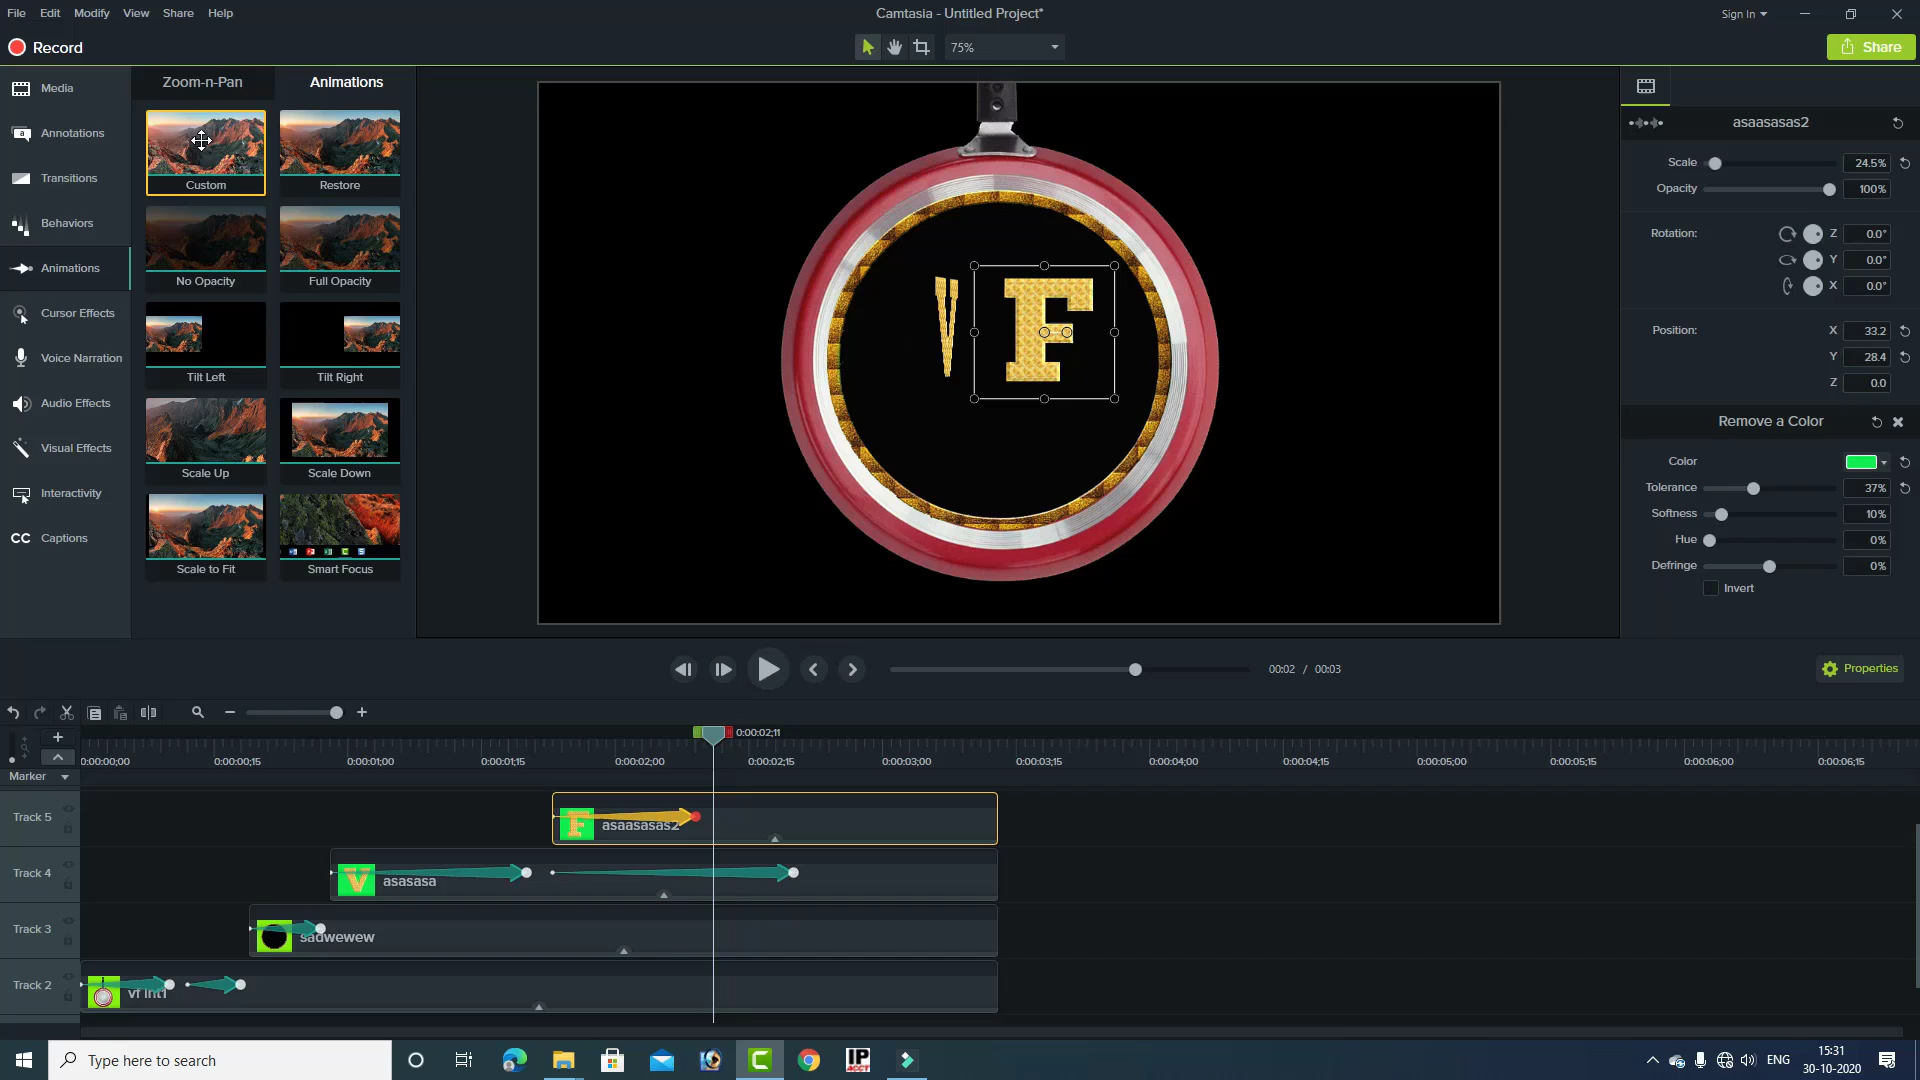 File Edit Modify View Share Help
Camtasia - Untitled Project*
Sign In
Record
75%
Share
Media
Annotations
Transitions
Behaviors
Animations
Cursor Effects
Voice Narration
Audio Effects
Visual Effects
Interactivity
CC Captions
Zoom-n-Pan Animations
Custom Restore
No Opacity Full Opacity
Tilt Left Tilt Right
Scale Up Scale Down
Scale to Fit Smart Focus
V F
asaasasas2
Scale 24.5%
Opacity 100%
Rotation: Z 0.0°
Y 0.0°
X 0.0°
Position: X 33.2
Y 28.4
Z 0.0
Remove a Color
Color
Tolerance 37%
Softness 10%
Hue 0%
Defringe 0%
Invert
00:02 / 00:03
Properties
0:00:02;11
0:00:00;00 0:00:00;15 0:00:01;00 0:00:01;15 0:00:02;00 0:00:02;15 0:00:03;00 0:00:03;15 0:00:04;00 0:00:04;15 0:00:05;00 0:00:05;15 0:00:06;00 0:00:06;15
Marker
Track 5 F asaasasas2
Track 4 V asasasa
Track 3 sadwewew
Track 2 vf int1
Type here to search
IP
ACCT
ENG
15:31
30-10-2020